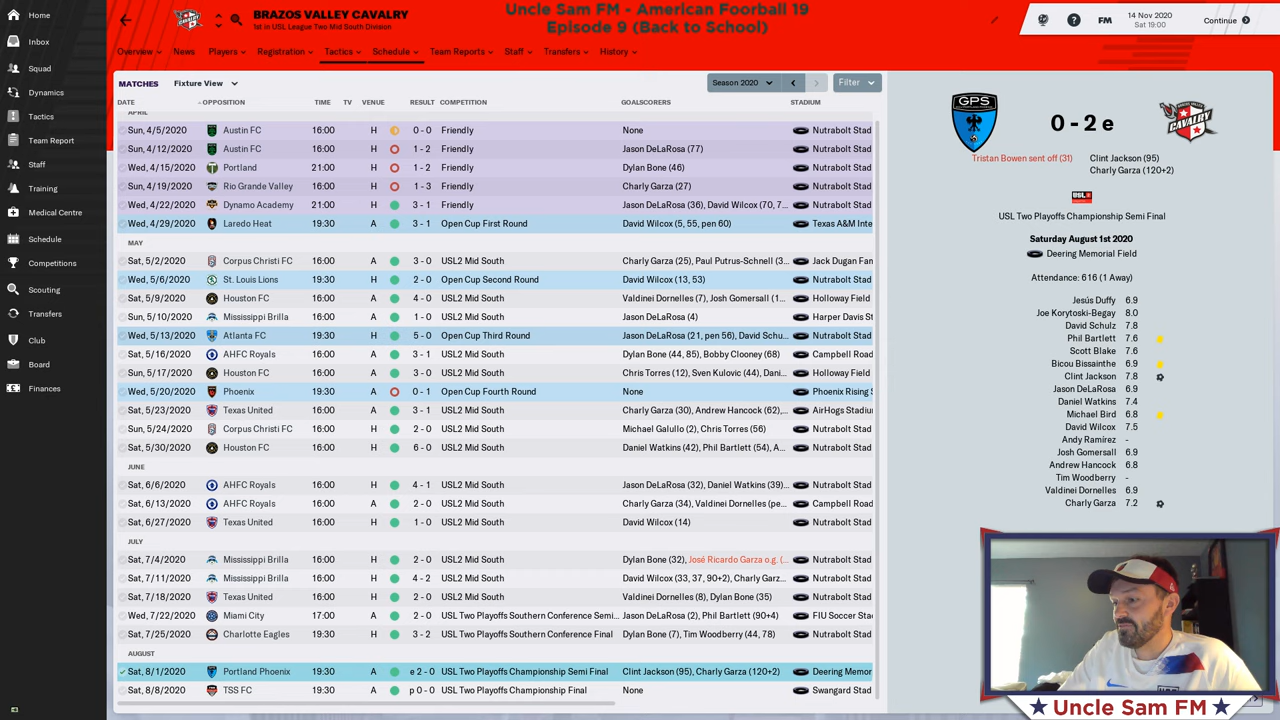 BRAZOS VALLEY CAVALRY
1st in USL League Two Mid South Division
Uncle Sam FM - American Foorball 19
Episode 9 (Back to School)
FM
14 Nov 2020
Sat 19:00
Continue
Overview News Players Registration Tactics Schedule Team Reports Staff Transfers History
Home
Inbox
Squad
Dynamics
Tactics
Team Report
Staff
Training
Medical Centre
Schedule
Competitions
Scouting
Transfers
Club
Board
Finances
MATCHES Fixture View Season 2020 Filter
DATE OPPOSITION TIME TV VENUE RESULT COMPETITION GOALSCORERS STADIUM
APRIL
Sun, 4/5/2020 Austin FC 16:00 H 0 - 0 Friendly None Nutrabolt Stad
Sun, 4/12/2020 Austin FC 16:00 H 1 - 2 Friendly Jason DeLaRosa (77) Nutrabolt Stad
Wed, 4/15/2020 Portland 21:00 H 1 - 2 Friendly Dylan Bone (46) Nutrabolt Stad
Sun, 4/19/2020 Rio Grande Valley 16:00 H 1 - 3 Friendly Charly Garza (27) Nutrabolt Stad
Wed, 4/22/2020 Dynamo Academy 21:00 H 3 - 1 Friendly Jason DeLaRosa (36), David Wilcox (70, 7... Nutrabolt Stad
Wed, 4/29/2020 Laredo Heat 19:30 A 3 - 1 Open Cup First Round David Wilcox (5, 55, pen 60) Texas A&M Inte
MAY
Sat, 5/2/2020 Corpus Christi FC 16:00 A 3 - 0 USL2 Mid South Charly Garza (25), Paul Putrus-Schnell (3... Jack Dugan Fam
Wed, 5/6/2020 St. Louis Lions 19:30 H 2 - 0 Open Cup Second Round David Wilcox (13, 53) Nutrabolt Stad
Sat, 5/9/2020 Houston FC 16:00 A 4 - 0 USL2 Mid South Valdinei Dornelles (7), Josh Gomersall (1... Holloway Field
Sun, 5/10/2020 Mississippi Brilla 16:00 A 1 - 0 USL2 Mid South Jason DeLaRosa (4) Harper Davis St
Wed, 5/13/2020 Atlanta FC 19:30 H 5 - 0 Open Cup Third Round Jason DeLaRosa (21, pen 56), David Schu... Nutrabolt Stad
Sat, 5/16/2020 AHFC Royals 16:00 A 3 - 1 USL2 Mid South Dylan Bone (44, 85), Bobby Clooney (68) Campbell Road
Sun, 5/17/2020 Houston FC 16:00 H 3 - 0 USL2 Mid South Chris Torres (12), Sven Kulovic (44), Dani... Nutrabolt Stad
Wed, 5/20/2020 Phoenix 19:30 A 1 - 0 Open Cup Fourth Round None Phoenix Rising S
Sat, 5/23/2020 Texas United 16:00 A 3 - 1 USL2 Mid South Charly Garza (30), Andrew Hancock (62),... AirHogs Stadiu
Sun, 5/24/2020 Corpus Christi FC 16:00 H 2 - 0 USL2 Mid South Michael Galullo (2), Chris Torres (56) Nutrabolt Stad
Sat, 5/30/2020 Houston FC 16:00 H 6 - 0 USL2 Mid South Daniel Watkins (42), Phil Bartlett (54), A... Nutrabolt Stad
JUNE
Sat, 6/6/2020 AHFC Royals 16:00 H 4 - 1 USL2 Mid South Jason DeLaRosa (32), Daniel Watkins (39)... Nutrabolt Stad
Sat, 6/13/2020 AHFC Royals 16:00 A 2 - 0 USL2 Mid South Charly Garza (34), Valdinei Dornelles (pe... Campbell Road
Sat, 6/27/2020 Texas United 16:00 H 1 - 0 USL2 Mid South David Wilcox (14) Nutrabolt Stad
JULY
Sat, 7/4/2020 Mississippi Brilla 16:00 H 2 - 0 USL2 Mid South Dylan Bone (32), José Ricardo Garza o.g. (... Nutrabolt Stad
Sat, 7/11/2020 Mississippi Brilla 16:00 H 4 - 2 USL2 Mid South David Wilcox (33, 37, 90+2), Charly Garz... Nutrabolt Stad
Sat, 7/18/2020 Texas United 16:00 H 2 - 0 USL2 Mid South Valdinei Dornelles (8), Dylan Bone (35) Nutrabolt Stad
Wed, 7/22/2020 Miami City 17:00 A 2 - 0 USL Two Playoffs Southern Conference Semi... Jason DeLaRosa (2), Phil Bartlett (90+4) FIU Soccer Stad
Sat, 7/25/2020 Charlotte Eagles 19:30 H 3 - 2 USL Two Playoffs Southern Conference Final Dylan Bone (7), Tim Woodberry (44, 78) Nutrabolt Stad
AUGUST
Sat, 8/1/2020 Portland Phoenix 19:30 A e 2 - 0 USL Two Playoffs Championship Semi Final Clint Jackson (95), Charly Garza (120+2) Deering Memor
Sat, 8/8/2020 TSS FC 19:30 A p 0 - 0 USL Two Playoffs Championship Final None Swangard Stad
GPS
0 - 2 e
CAVALRY
Tristan Bowen sent off (31) Clint Jackson (95)
Charly Garza (120+2)
USL Two Playoffs Championship Semi Final
Saturday August 1st 2020
Deering Memorial Field
Attendance: 616 (1 Away)
Jesús Duffy 6.9
Joe Korytoski-Begay 8.0
David Schulz 7.8
Phil Bartlett 7.6
Scott Blake 7.6
Bicou Bissainthe 6.9
Clint Jackson 7.8
Jason DeLaRosa 6.9
Daniel Watkins 7.4
Michael Bird 6.8
David Wilcox 7.5
Andy Ramírez -
Josh Gomersall 6.9
Andrew Hancock 6.8
Tim Woodberry -
Valdinei Dornelles 6.9
Charly Garza 7.2
Uncle Sam FM